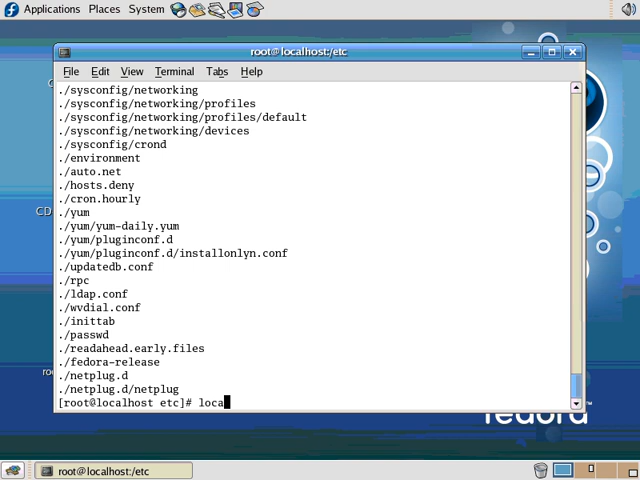 Applications Places System
root@localhost:/etc
File Edit View Terminal Tabs Help
./sysconfig/networking
./sysconfig/networking/profiles
./sysconfig/networking/profiles/default
./sysconfig/networking/devices
./sysconfig/crond
./environment
./auto.net
./hosts.deny
./cron.hourly
./yum
./yum/yum-daily.yum
./yum/pluginconf.d
./yum/pluginconf.d/installonlyn.conf
./updatedb.conf
./rpc
./ldap.conf
./wvdial.conf
./inittab
./passwd
./readahead.early.files
./fedora-release
./netplug.d
./netplug.d/netplug
[root@localhost etc]# loca
root@localhost:/etc